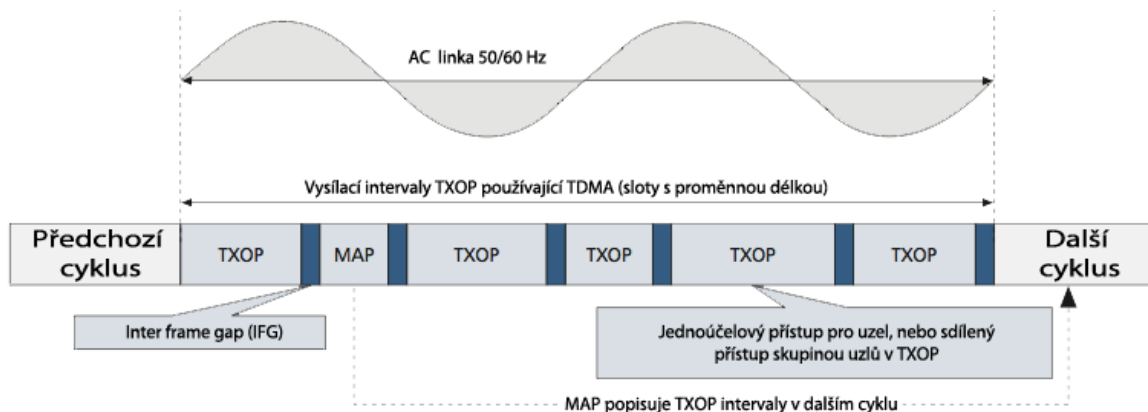 AC linka 50/60 Hz
Vysílací intervaly TXOP používající TDMA (sloty s proměnnou délkou)
Předchozí
cyklus
TXOP
MAP
TXOP
TXOP
TXOP
TXOP
Další
cyklus
Inter frame gap (IFG)
Jednoúčelový přístup pro uzel, nebo sdílený
přístup skupinou uzlů v TXOP
MAP popisuje TXOP intervaly v dalším cyklu